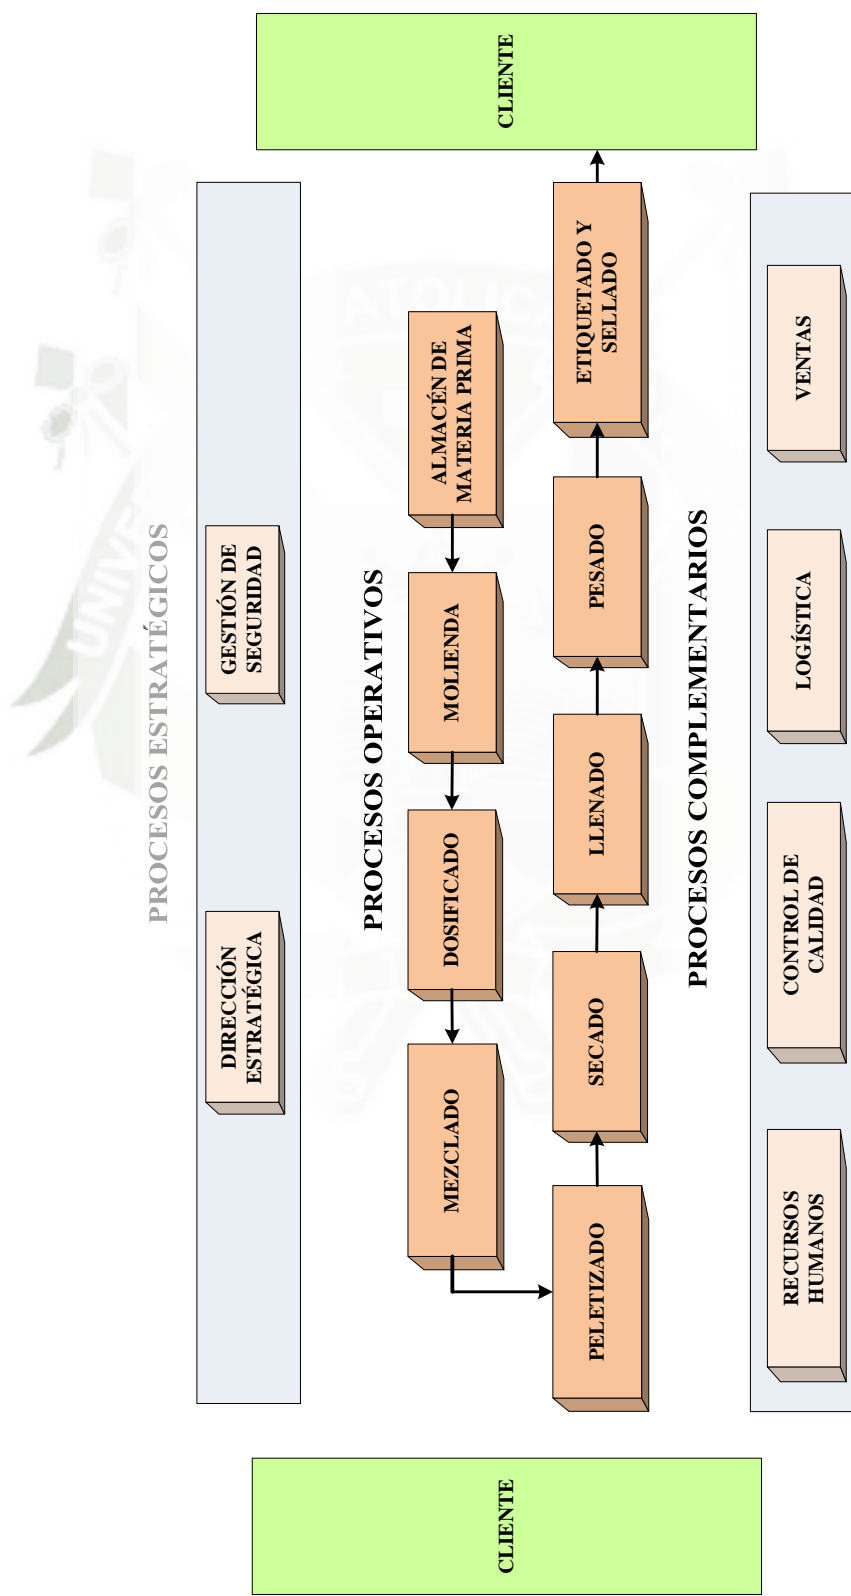 PROCESOS ESTRATÉGICOS
DIRECCIÓN
ESTRATÉGICA
GESTIÓN DE
SEGURIDAD
CLIENTE
PROCESOS OPERATIVOS
MEZCLADO
DOSIFICADO
MOLIENDA
ALMACÉN DE
MATERIA PRIMA
PELETIZADO
SECADO
LLENADO
PESADO
ETIQUETADO Y
SELLADO
CLIENTE
PROCESOS COMPLEMENTARIOS
RECURSOS
HUMANOS
CONTROL DE
CALIDAD
LOGÍSTICA
VENTAS